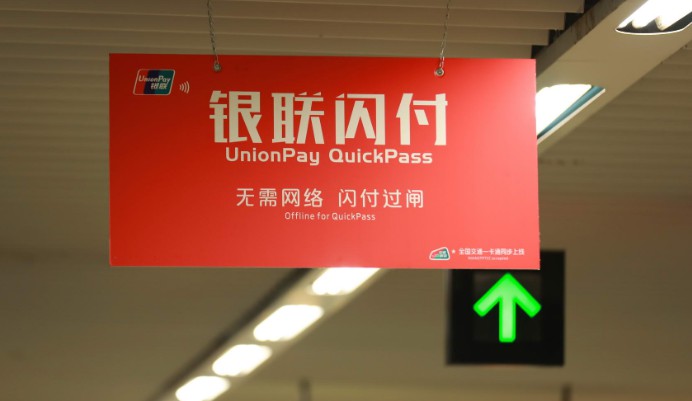 UnionPay
银联
银联闪付
UnionPay QuickPass
无需网络 闪付过闸
Offline for QuickPass
全国交通一卡通同步上线